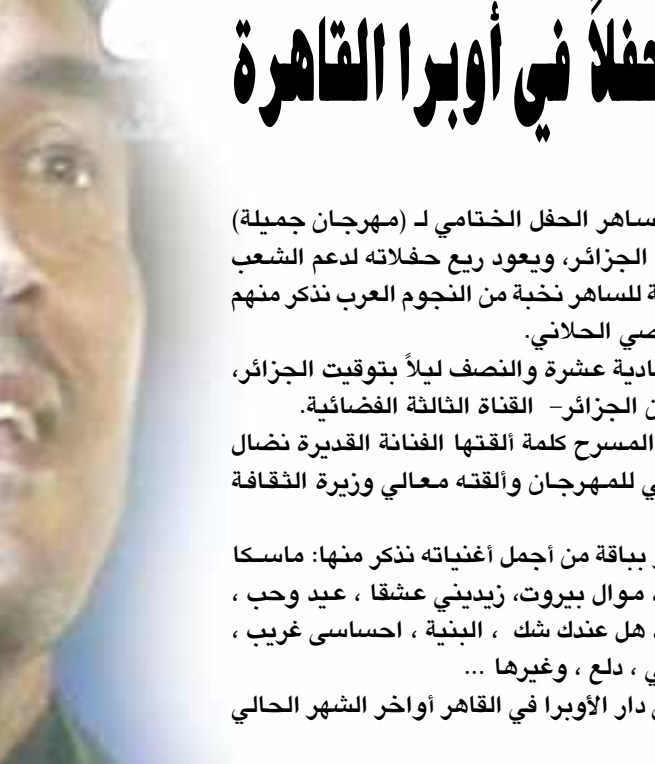 حفلاً في أوبرا القاهرة
ساهر الحفل الختامي لـ (مهرجان جميلة)
الجزائر، ويعود ريع حفلاته لدعم الشعب
ة للساهر نخبة من النجوم العرب نذكر منهم
صي الحلاني.
ادية عشرة والنصف ليلاً بتوقيت الجزائر،
ن الجزائر– القناة الثالثة الفضائية.
المسرح كلمة ألقتها الفنانة القديرة نضال
ي للمهرجان وألقته معالي وزيرة الثقافة
ر بباقة من أجمل أغنياته نذكر منها: ماسكا
، موال بيروت، زيديني عشقا ، عيد وحب ،
، هل عندك شك ، البنية ، احساسى غريب ،
ي ، دلع ، وغيرها ...
ي دار الأوبرا في القاهر أواخر الشهر الحالي